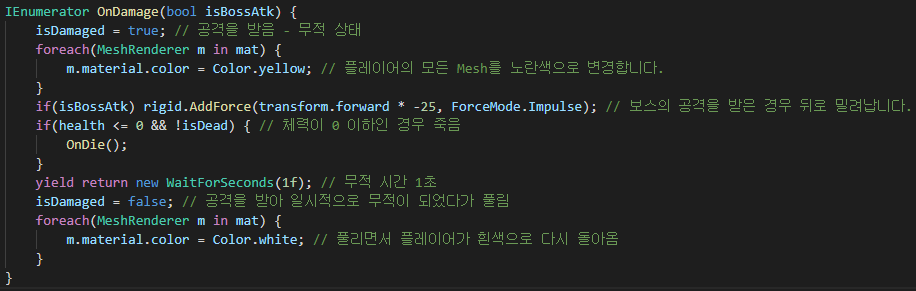 IEnumerator OnDamage(bool isBossAtk) {
isDamaged = true; // 공격을 받음 - 무적 상태
foreach(MeshRenderer m in mat) {
m.material.color = Color.yellow; // 플레이어의 모든 Mesh를 노란색으로 변경합니다.
}
if(isBossAtk) rigid.AddForce(transform.forward * -25, ForceMode.Impulse); // 보스의 공격을 받은 경우 뒤로 밀려납니다.
if(health <= 0 && !isDead) { // 체력이 0 이하인 경우 죽음
OnDie();
}
yield return new WaitForSeconds(1f); // 무적 시간 1초
isDamaged = false; // 공격을 받아 일시적으로 무적이 되었다가 풀림
foreach(MeshRenderer m in mat) {
m.material.color = Color.white; // 풀리면서 플레이어가 흰색으로 다시 돌아옴
}
}